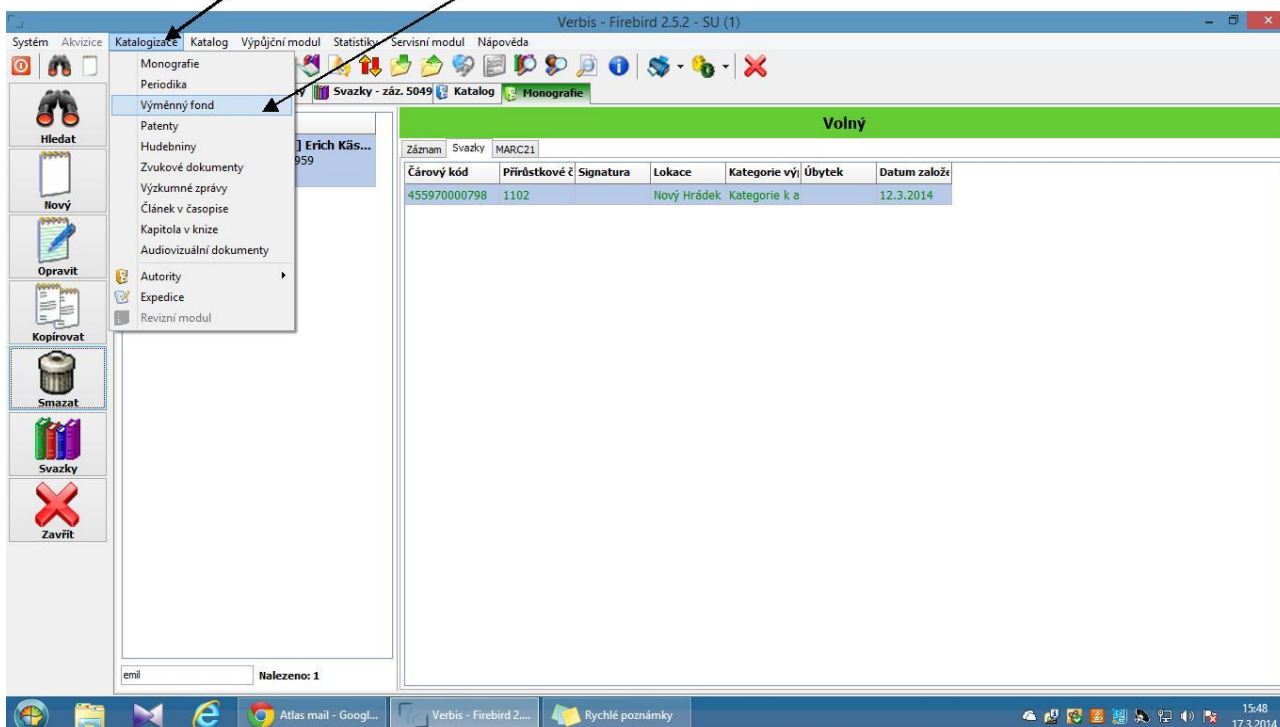 Verbis - Firebird 2.5.2 - SU (1)
Systém Akvizice Katalogizace Katalog Výpůjční modul Statistiky Servisní modul Nápověda
Svazky - záz. 5049 Katalog Monografie
Monografie
Periodika
Výměnný fond
Patenty
Hudebniny
Zvukové dokumenty
Výzkumné zprávy
Článek v časopise
Kapitola v knize
Audiovizuální dokumenty
Autority
Expedice
Revizní modul
Hledat
Nový
Opravit
Kopírovat
Smazat
Svazky
Zavřít
] Erich Käs...
959
Volný
Záznam Svazky MARC21
Čárový kód Přírůstkové č Signatura Lokace Kategorie výp Úbytek Datum založe
455970000798 1102 Nový Hrádek Kategorie k a 12.3.2014
emil Nalezeno: 1
Atlas mail - Googl... Verbis - Firebird 2.... Rychlé poznámky
15:48
17.3.2014